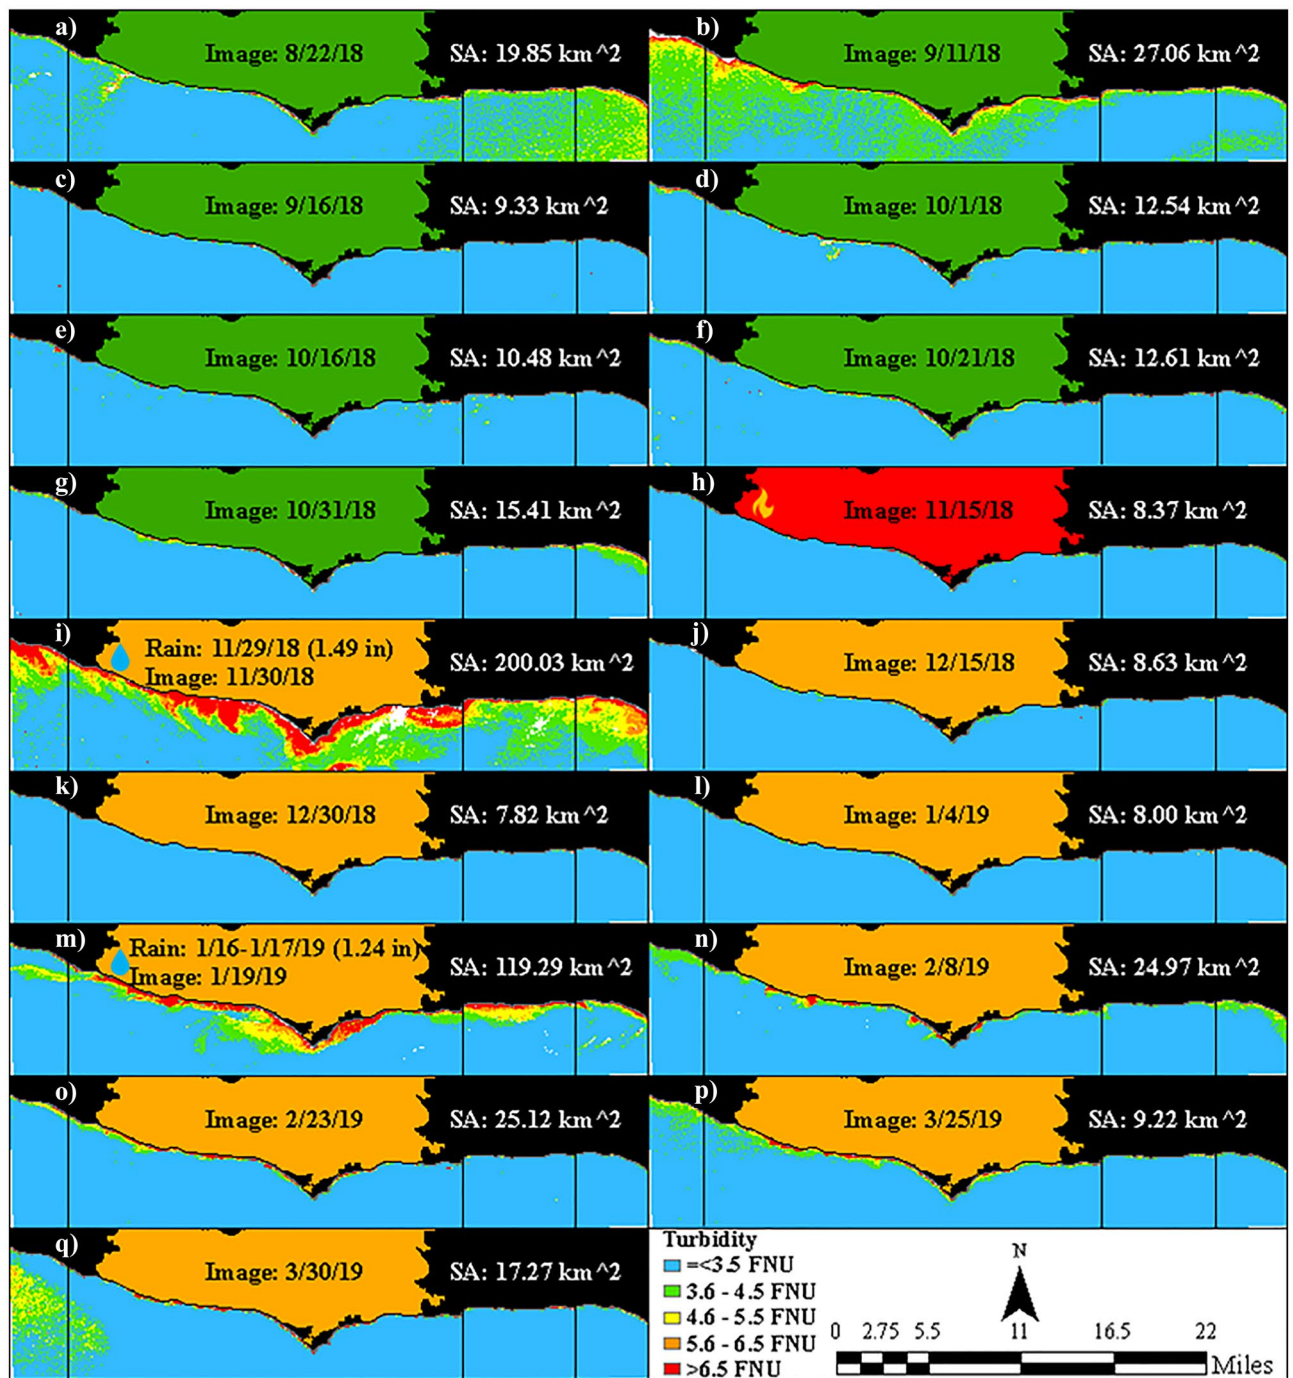 a)
Image: 8/22/18
SA: 19.85 km^2
b)
Image: 9/11/18
SA: 27.06 km^2
c)
Image: 9/16/18
SA: 9.33 km^2
d)
Image: 10/1/18
SA: 12.54 km^2
e)
Image: 10/16/18
SA: 10.48 km^2
f)
Image: 10/21/18
SA: 12.61 km^2
g)
Image: 10/31/18
SA: 15.41 km^2
h)
Image: 11/15/18
SA: 8.37 km^2
i)
Rain: 11/29/18 (1.49 in)
Image: 11/30/18
SA: 200.03 km^2
j)
Image: 12/15/18
SA: 8.63 km^2
k)
Image: 12/30/18
SA: 7.82 km^2
l)
Image: 1/4/19
SA: 8.00 km^2
m)
Rain: 1/16-1/17/19 (1.24 in)
Image: 1/19/19
SA: 119.29 km^2
n)
Image: 2/8/19
SA: 24.97 km^2
o)
Image: 2/23/19
SA: 25.12 km^2
p)
Image: 3/25/19
SA: 9.22 km^2
q)
Image: 3/30/19
SA: 17.27 km^2
Turbidity
=<3.5 FNU
3.6 - 4.5 FNU
4.6 - 5.5 FNU
5.6 - 6.5 FNU
>6.5 FNU
N
0 2.75 5.5 11 16.5 22
Miles